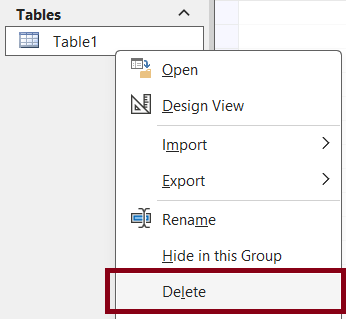 Tables
Table1
Open
Design View
Import
Export
Rename
Hide in this Group
Delete